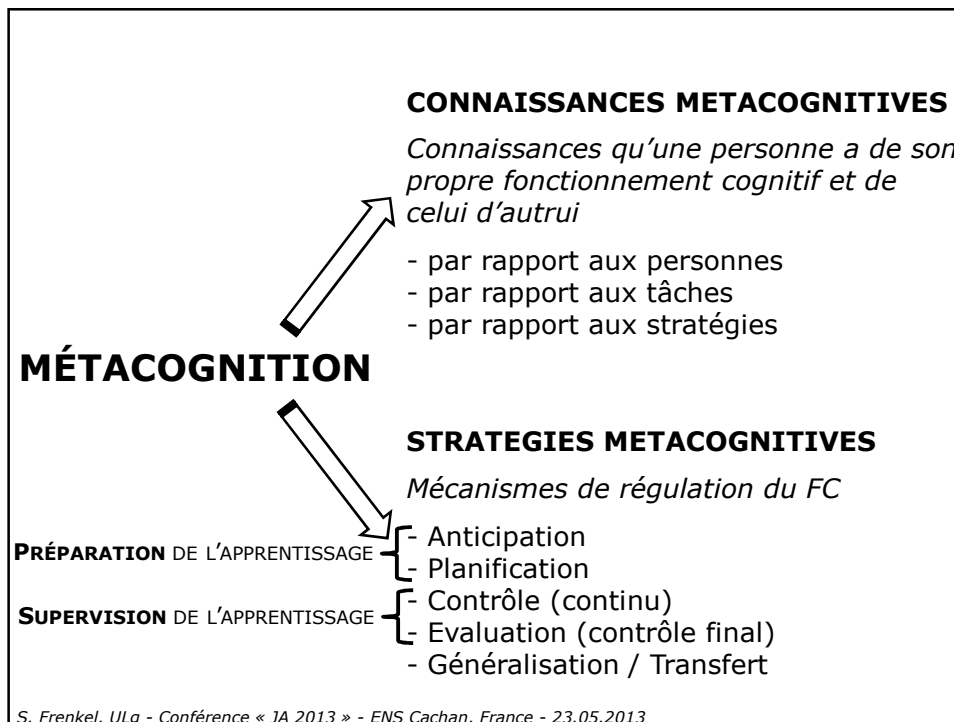 CONNAISSANCES METACOGNITIVES
Connaissances qu’une personne a de son
propre fonctionnement cognitif et de
celui d’autrui
- par rapport aux personnes
- par rapport aux tâches
- par rapport aux stratégies
MÉTACOGNITION
STRATEGIES METACOGNITIVES
Mécanismes de régulation du FC
PRÉPARATION DE L’APPRENTISSAGE
- Anticipation
- Planification
SUPERVISION DE L’APPRENTISSAGE
- Contrôle (continu)
- Evaluation (contrôle final)
- Généralisation / Transfert
S. Frenkel, ULg - Conférence « JA 2013 » - ENS Cachan, France - 23.05.2013